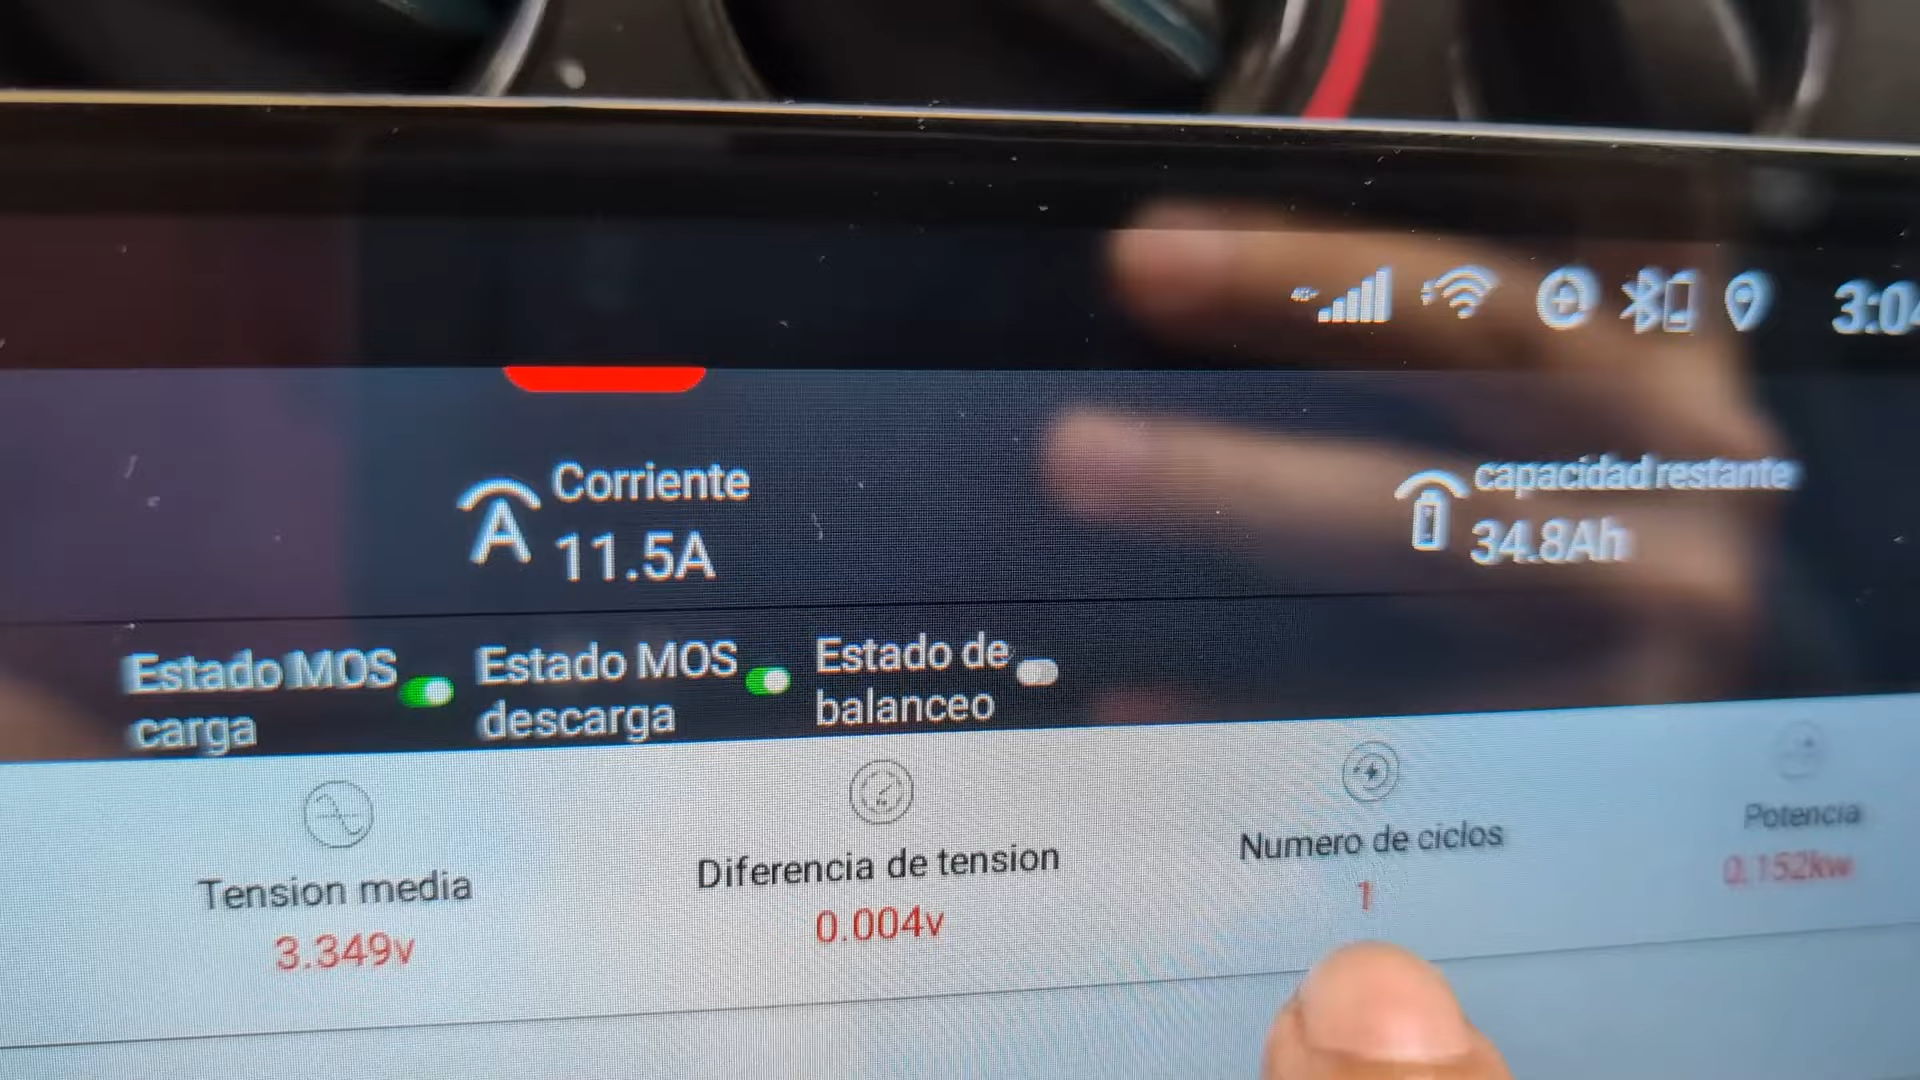 3:04
Corriente
11.5A
capacidad restante
34.8Ah
Estado MOS
carga
Estado MOS
descarga
Estado de
balanceo
Tension media
3.349v
Diferencia de tension
0.004v
Numero de ciclos
1
Potencia
0.152kw